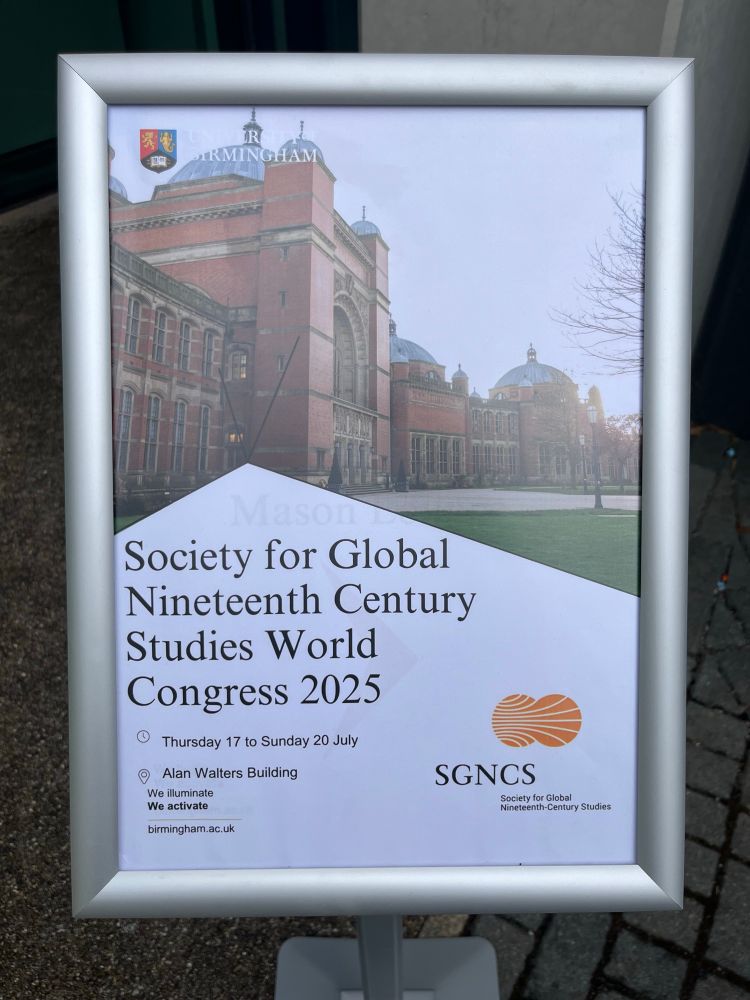 UNIVERSITY OF
BIRMINGHAM
Society for Global
Nineteenth Century
Studies World
Congress 2025
Thursday 17 to Sunday 20 July
Alan Walters Building
We illuminate
We activate
birmingham.ac.uk
SGNCS
Society for Global
Nineteenth-Century Studies
Mason